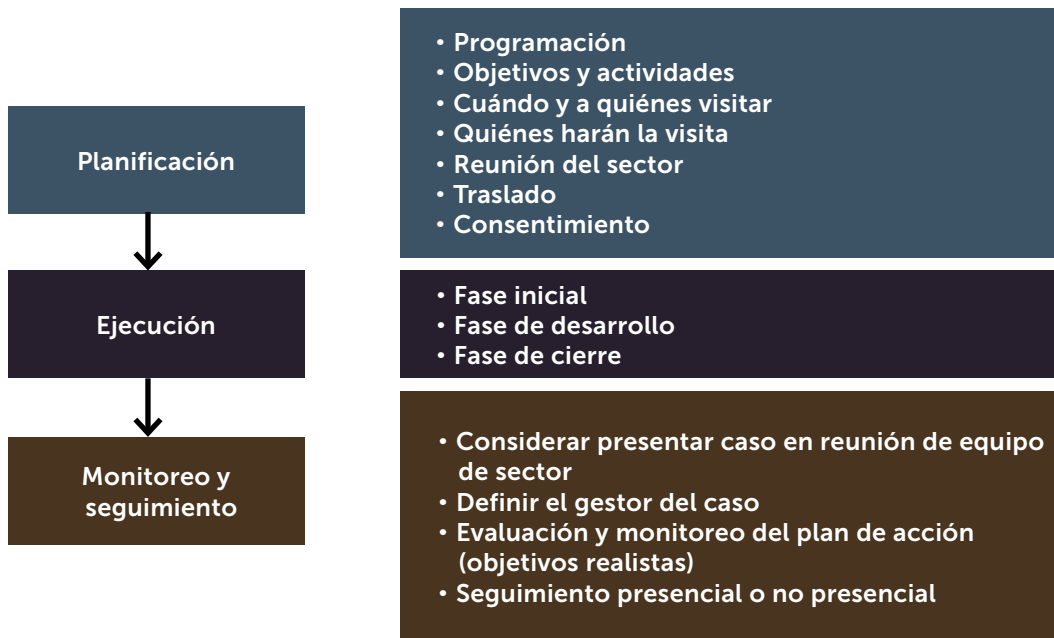 Planificación
• Programación
• Objetivos y actividades
• Cuándo y a quiénes visitar
• Quiénes harán la visita
• Reunión del sector
• Traslado
• Consentimiento
Ejecución
• Fase inicial
• Fase de desarrollo
• Fase de cierre
Monitoreo y
seguimiento
• Considerar presentar caso en reunión de equipo
de sector
• Definir el gestor del caso
• Evaluación y monitoreo del plan de acción
(objetivos realistas)
• Seguimiento presencial o no presencial